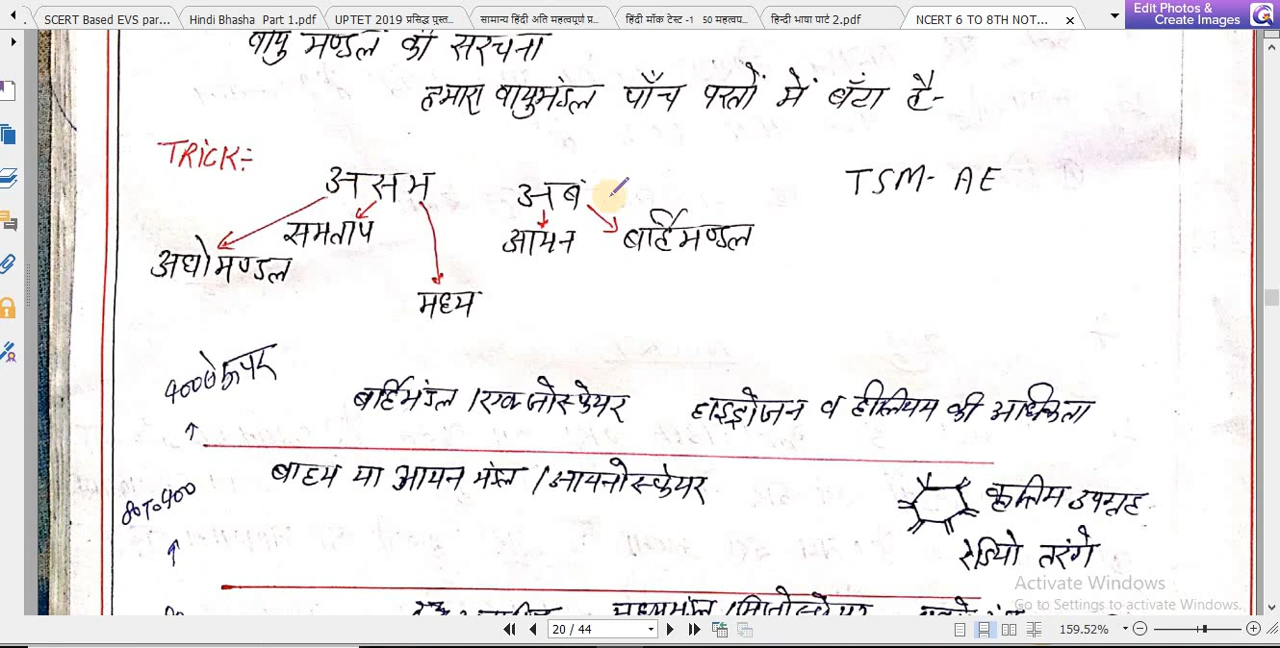 SCERT Based EVS par...
Hindi Bhasha Part 1.pdf
UPTET 2019 प्रसिद्ध पुस्त...
सामान्य हिंदी अति महत्वपूर्ण प्र...
हिंदी मॉक टेस्ट -1 50 महत्वप...
हिन्दी भाषा पार्ट 2.pdf
NCERT 6 TO 8TH NOT...
Edit Photos &
Create Images
वायु मण्डल की संरचना
हमारा वायुमंडल पाँच परतों में बँटा है-
TRICK:-
असम अबं TSM- AE
समताप आयन बर्हिमण्डल
अधोमण्डल
मध्य
400 से ऊपर
बर्हिमंडल / एक्जोस्फेयर हाइड्रोजन व हीलियम की अधिकता
बाह्य या आयन मंडल / आयनोस्फेयर
80 To 400
कृत्रिम उपग्रह
रेडियो तरंगे
Activate Windows
Go to Settings to activate Windows.
20 / 44
159.52%